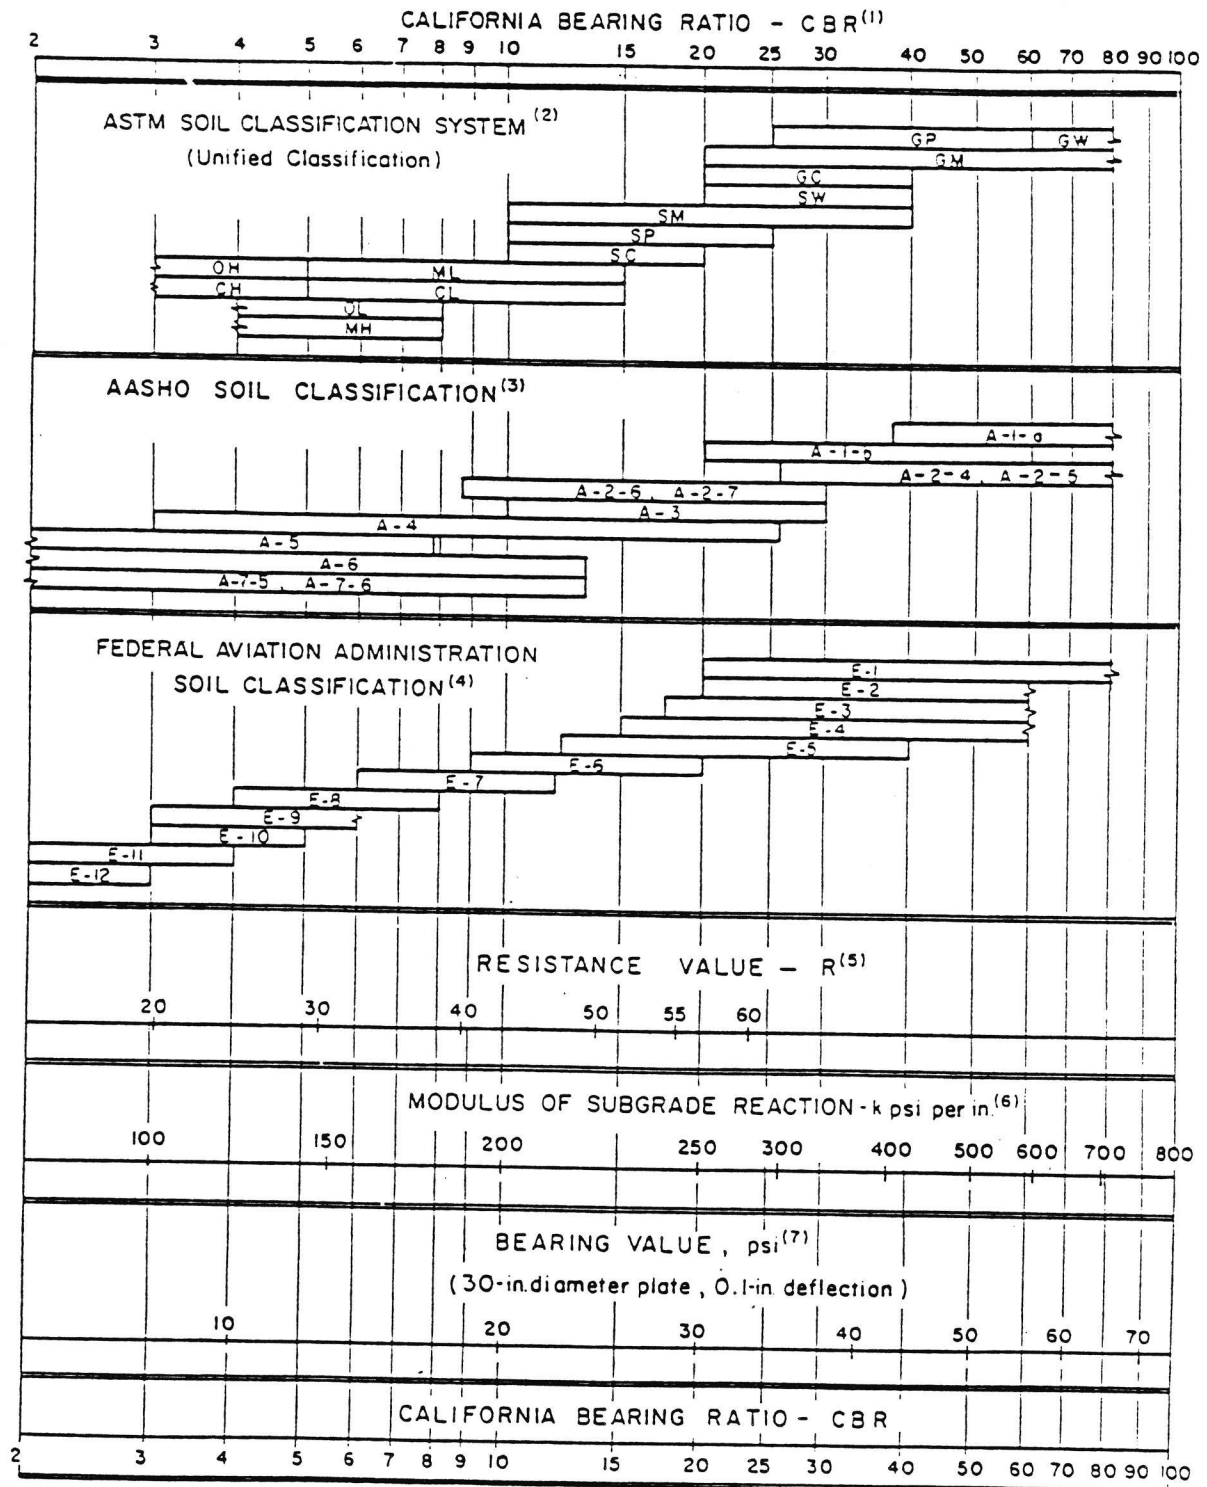 CALIFORNIA BEARING RATIO - CBR(1)
2 3 4 5 6 7 8 9 10 15 20 25 30 40 50 60 70 80 90 100
ASTM SOIL CLASSIFICATION SYSTEM (2)
(Unified Classification)
GP GW
GM
GC
SW
SM
SP
SC
OH ML
CH CL
OL
MH
AASHO SOIL CLASSIFICATION(3)
A-1-a
A-1-b
A-2-4, A-2-5
A-2-6, A-2-7
A-3
A-4
A-5
A-6
A-7-5, A-7-6
FEDERAL AVIATION ADMINISTRATION
SOIL CLASSIFICATION(4)
E-1
E-2
E-3
E-4
E-5
E-6
E-7
E-8
E-9
E-10
E-11
E-12
RESISTANCE VALUE - R(5)
20 30 40 50 55 60
MODULUS OF SUBGRADE REACTION - k psi per in.(6)
100 150 200 250 300 400 500 600 700 800
BEARING VALUE, psi(7)
(30-in. diameter plate, 0.1-in. deflection)
10 20 30 40 50 60 70
CALIFORNIA BEARING RATIO - CBR
2 3 4 5 6 7 8 9 10 15 20 25 30 40 50 60 70 80 90 100